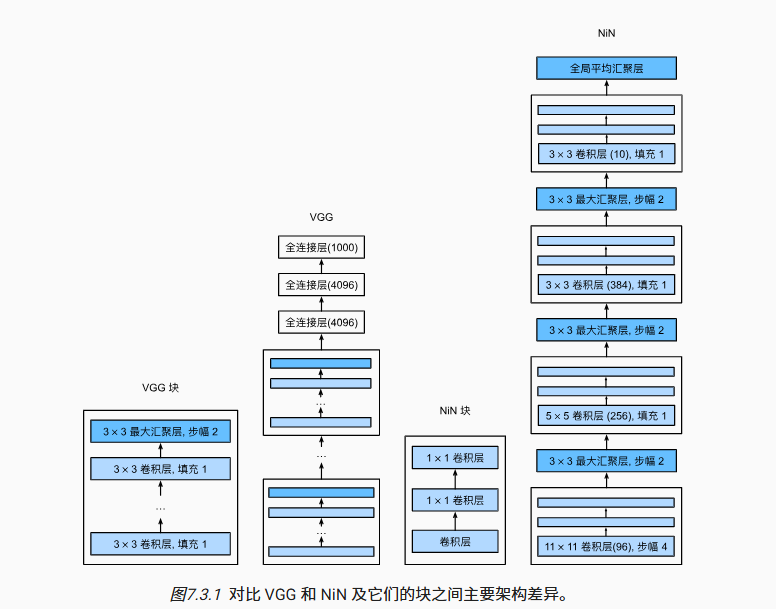 NiN
全局平均汇聚层
3 × 3 卷积层 (10), 填充 1
3 × 3 最大汇聚层, 步幅 2
3 × 3 卷积层 (384), 填充 1
3 × 3 最大汇聚层, 步幅 2
5 × 5 卷积层 (256), 填充 1
3 × 3 最大汇聚层, 步幅 2
11 × 11 卷积层(96), 步幅 4
VGG
全连接层(1000)
全连接层(4096)
全连接层(4096)
...
...
...
VGG 块
3 × 3 最大汇聚层, 步幅 2
3 × 3 卷积层, 填充 1
...
3 × 3 卷积层, 填充 1
NiN 块
1 × 1 卷积层
1 × 1 卷积层
卷积层
图7.3.1 对比 VGG 和 NiN 及它们的块之间主要架构差异。